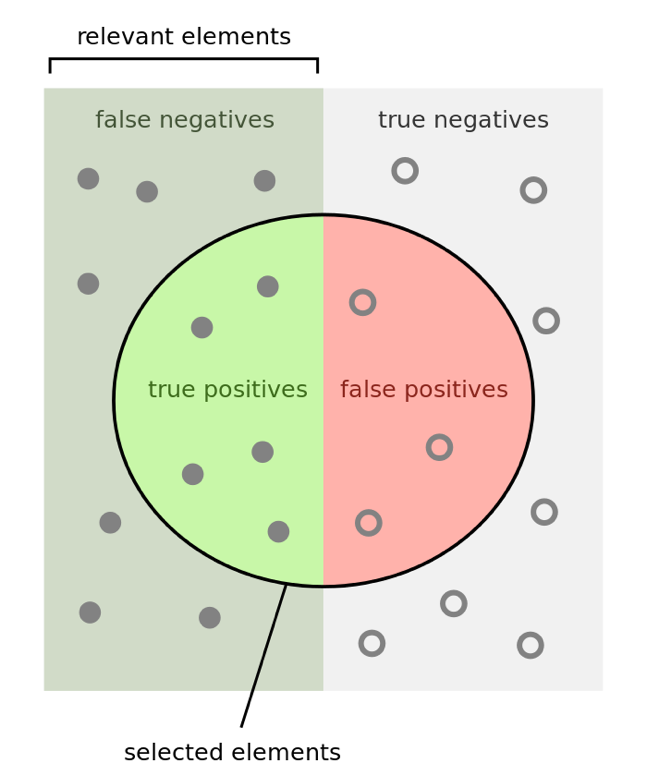 relevant elements
false negatives
true negatives
true positives
false positives
selected elements